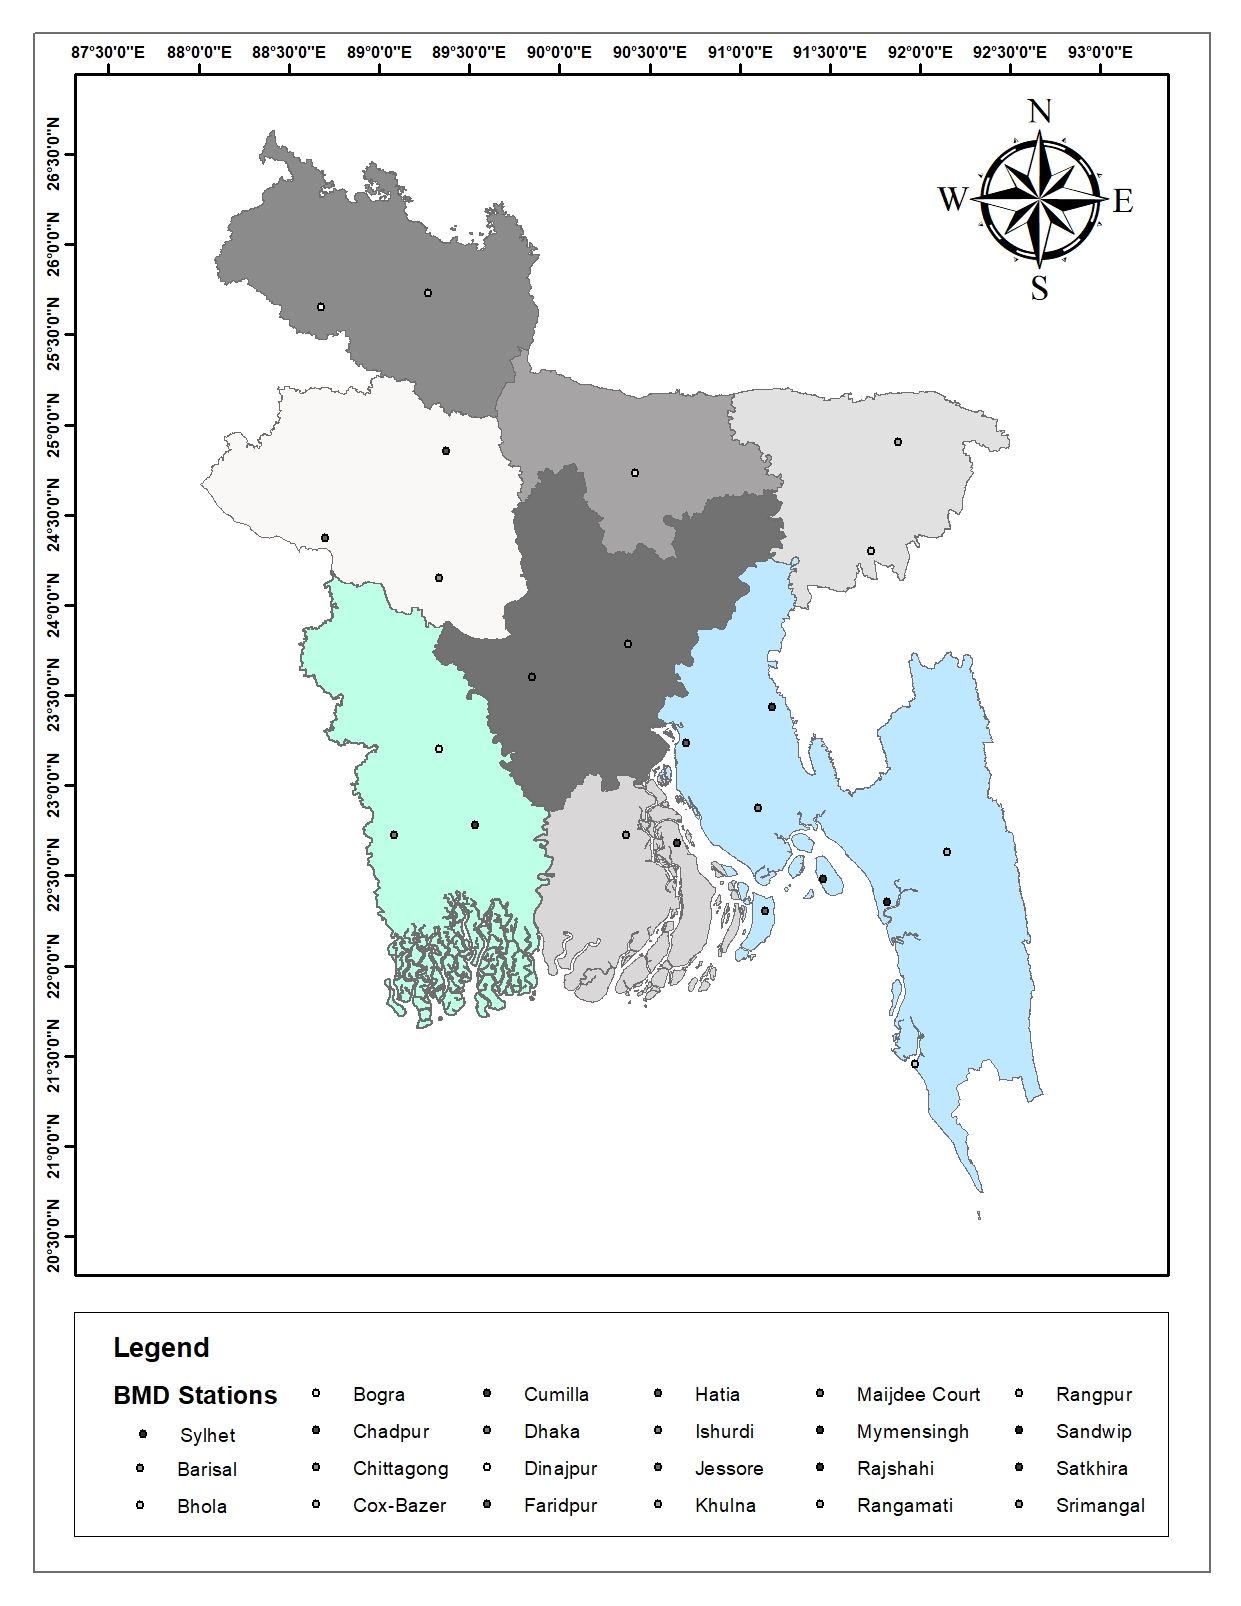 87°30'0"E 88°0'0"E 88°30'0"E 89°0'0"E 89°30'0"E 90°0'0"E 90°30'0"E 91°0'0"E 91°30'0"E 92°0'0"E 92°30'0"E 93°0'0"E
N
W E
S
26°30'0"N
26°0'0"N
25°30'0"N
25°0'0"N
24°30'0"N
24°0'0"N
23°30'0"N
23°0'0"N
22°30'0"N
22°0'0"N
21°30'0"N
21°0'0"N
20°30'0"N
Legend
BMD Stations
Sylhet
Barisal
Bhola
Bogra
Chadpur
Chittagong
Cox-Bazer
Cumilla
Dhaka
Dinajpur
Faridpur
Hatia
Ishurdi
Jessore
Khulna
Maijdee Court
Mymensingh
Rajshahi
Rangamati
Rangpur
Sandwip
Satkhira
Srimangal